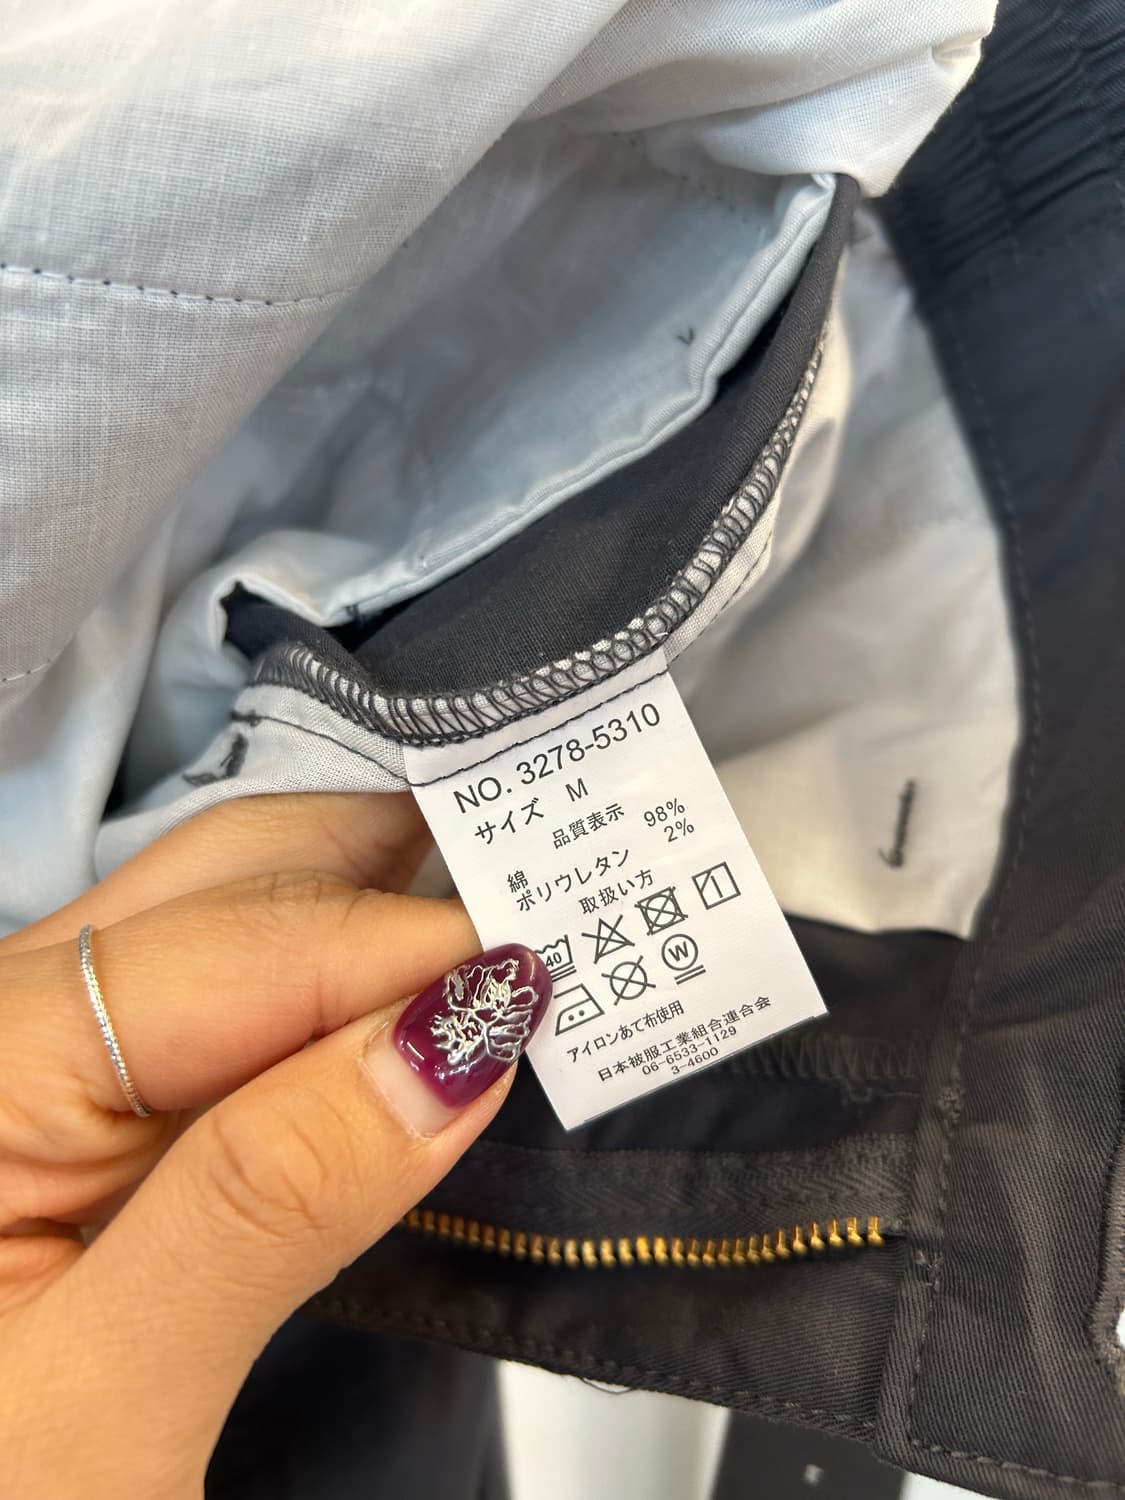 NO. 3278-5310
サイズ M
品質表示
綿 98%
ポリウレタン 2%
取扱い方
40
W
アイロンあて布使用
日本被服工業組合連合会
06-6533-1129
3-4600